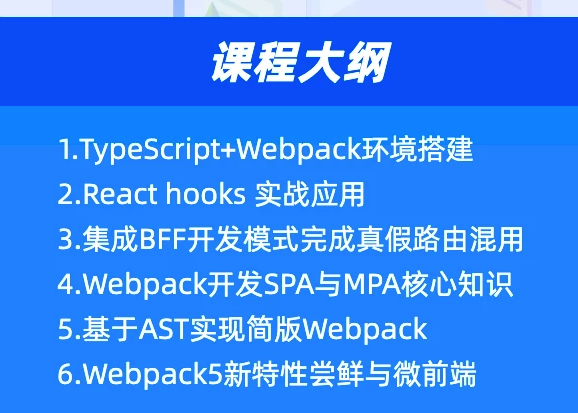 课程大纲
1.TypeScript+Webpack环境搭建
2.React hooks 实战应用
3.集成BFF开发模式完成真假路由混用
4.Webpack开发SPA与MPA核心知识
5.基于AST实现简版Webpack
6.Webpack5新特性尝鲜与微前端